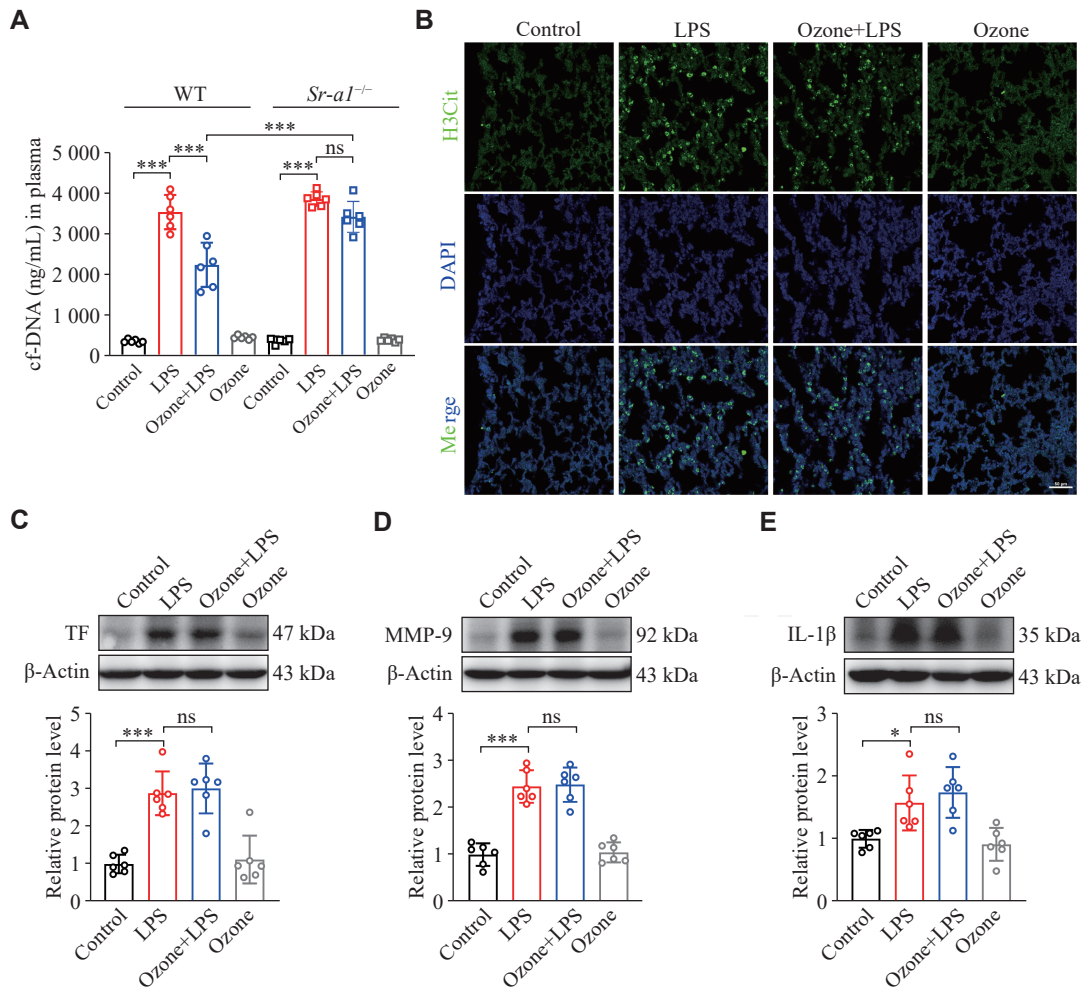 A
WT
Sr-a1−/−
***
***
***
***
ns
5 000
4 000
3 000
2 000
1 000
0
cf-DNA (ng/mL) in plasma
Control
LPS
Ozone+LPS
Ozone
Control
LPS
Ozone+LPS
Ozone
B
Control
LPS
Ozone+LPS
Ozone
H3Cit
DAPI
Merge
50 μm
C
Control
LPS
Ozone+LPS
Ozone
TF
47 kDa
β-Actin
43 kDa
Relative protein level
5
4
3
2
1
0
***
ns
Control
LPS
Ozone+LPS
Ozone
D
Control
LPS
Ozone+LPS
Ozone
MMP-9
92 kDa
β-Actin
43 kDa
Relative protein level
4
3
2
1
0
***
ns
Control
LPS
Ozone+LPS
Ozone
E
Control
LPS
Ozone+LPS
Ozone
IL-1β
35 kDa
β-Actin
43 kDa
Relative protein level
3
2
1
0
*
ns
Control
LPS
Ozone+LPS
Ozone